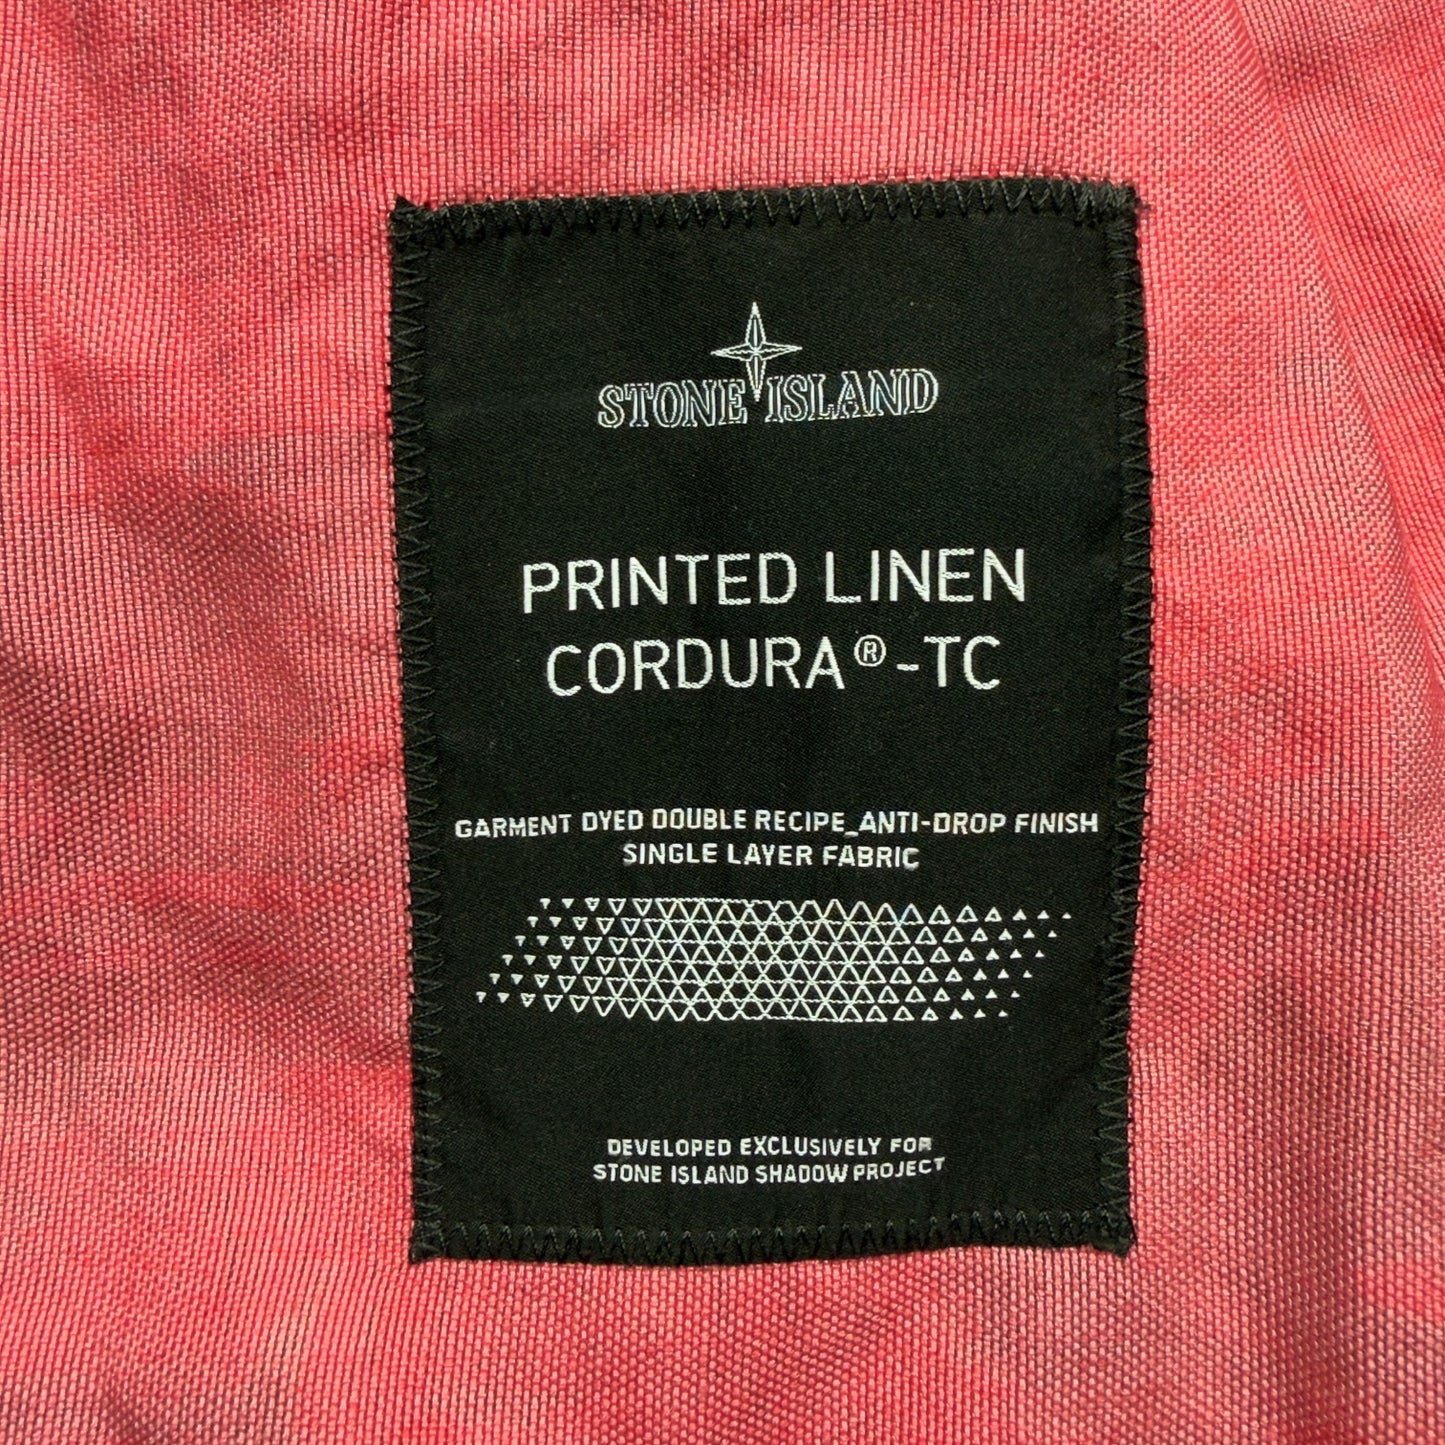 STONE ISLAND
PRINTED LINEN
CORDURA®-TC
GARMENT DYED DOUBLE RECIPE_ANTI-DROP FINISH
SINGLE LAYER FABRIC
DEVELOPED EXCLUSIVELY FOR
STONE ISLAND SHADOW PROJECT